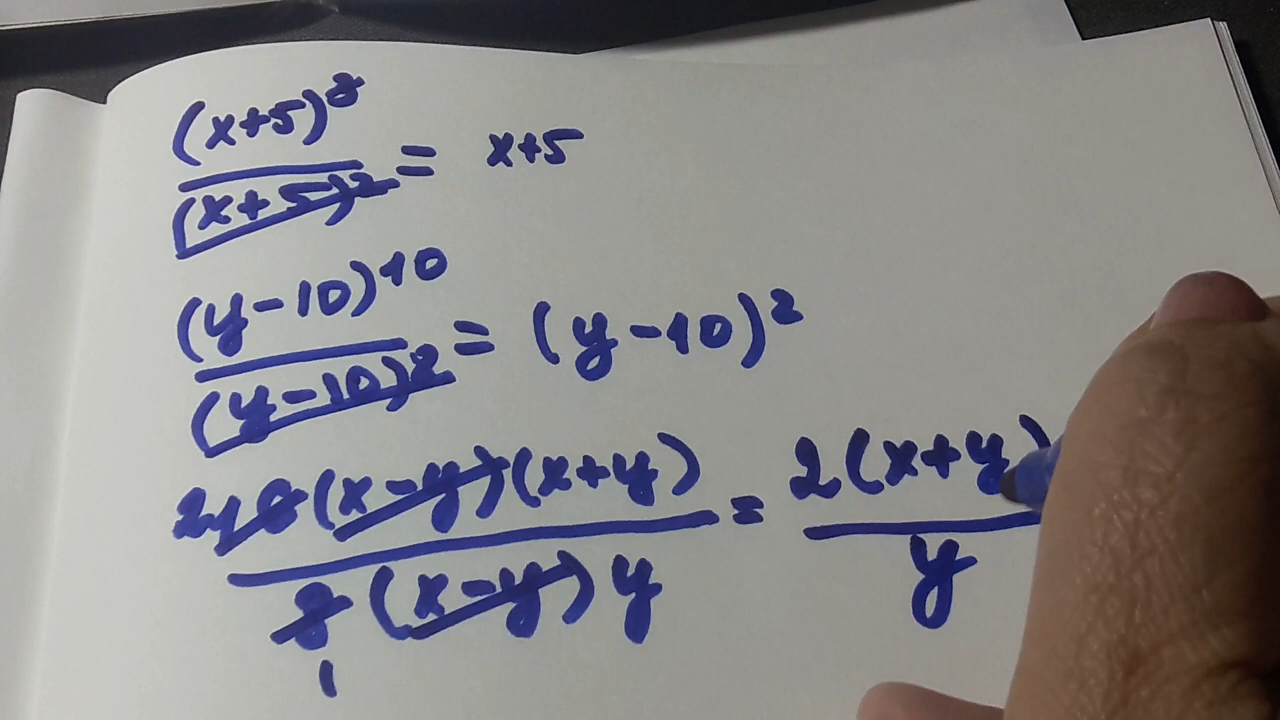 (x+5)³
(x+5)² = x+5
(y-10)¹⁰
(y-10)⁸ = (y-10)²
2 (x-y)(x+y)
(x-y) y
= 2(x+y)
y
1